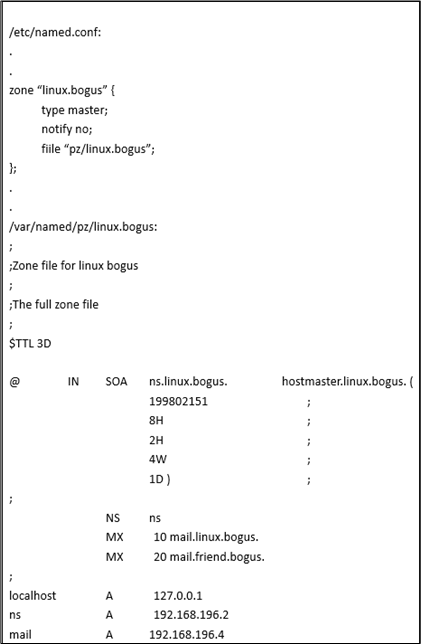 /etc/named.conf:
.
.
zone “linux.bogus” {
type master;
notify no;
fiile “pz/linux.bogus”;
};
.
.
/var/named/pz/linux.bogus:
;
;Zone file for linux bogus
;
;The full zone file
;
$TTL 3D
@ IN SOA ns.linux.bogus. hostmaster.linux.bogus. (
199802151 ;
8H ;
2H ;
4W ;
1D ) ;
;
NS ns
MX 10 mail.linux.bogus.
MX 20 mail.friend.bogus.
;
localhost A 127.0.0.1
ns A 192.168.196.2
mail A 192.168.196.4